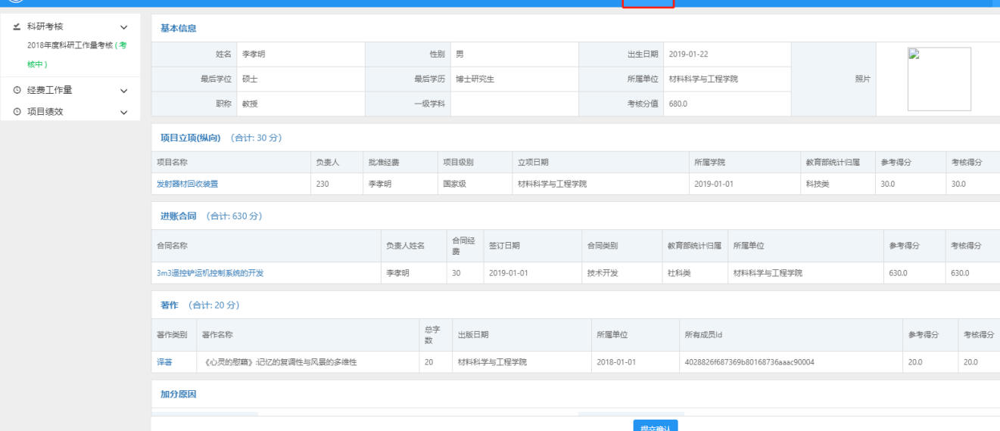 科研考核
2018年度科研工作量考核 ( 考
核中 )
经费工作量
项目绩效
基本信息
姓名 李孝明 性别 男 出生日期 2019-01-22 照片
最后学位 硕士 最后学历 博士研究生 所属单位 材料科学与工程学院
职称 教授 一级学科 考核分值 680.0
项目立项(纵向) (合计: 30 分)
项目名称 负责人 批准经费 项目级别 立项日期 所属学院 教育部统计归属 参考得分 考核得分
发射器材回收装置 230 李孝明 国家级 材料科学与工程学院 2019-01-01 科技类 30.0 30.0
进账合同 (合计: 630 分)
合同名称 负责人姓名 合同经费 签订日期 合同类别 教育部统计归属 所属单位 参考得分 考核得分
3m3遥控铲运机控制系统的开发 李孝明 30 2019-01-01 技术开发 社科类 材料科学与工程学院 630.0 630.0
著作 (合计: 20 分)
著作类别 著作名称 总字数 出版日期 所属单位 所有成员Id 参考得分 考核得分
译著 《心灵的慰藉》:记忆的复调性与风景的多维性 20 材料科学与工程学院 2018-01-01 4028826f687369b80168736aaac90004 20.0 20.0
加分原因
提交确认